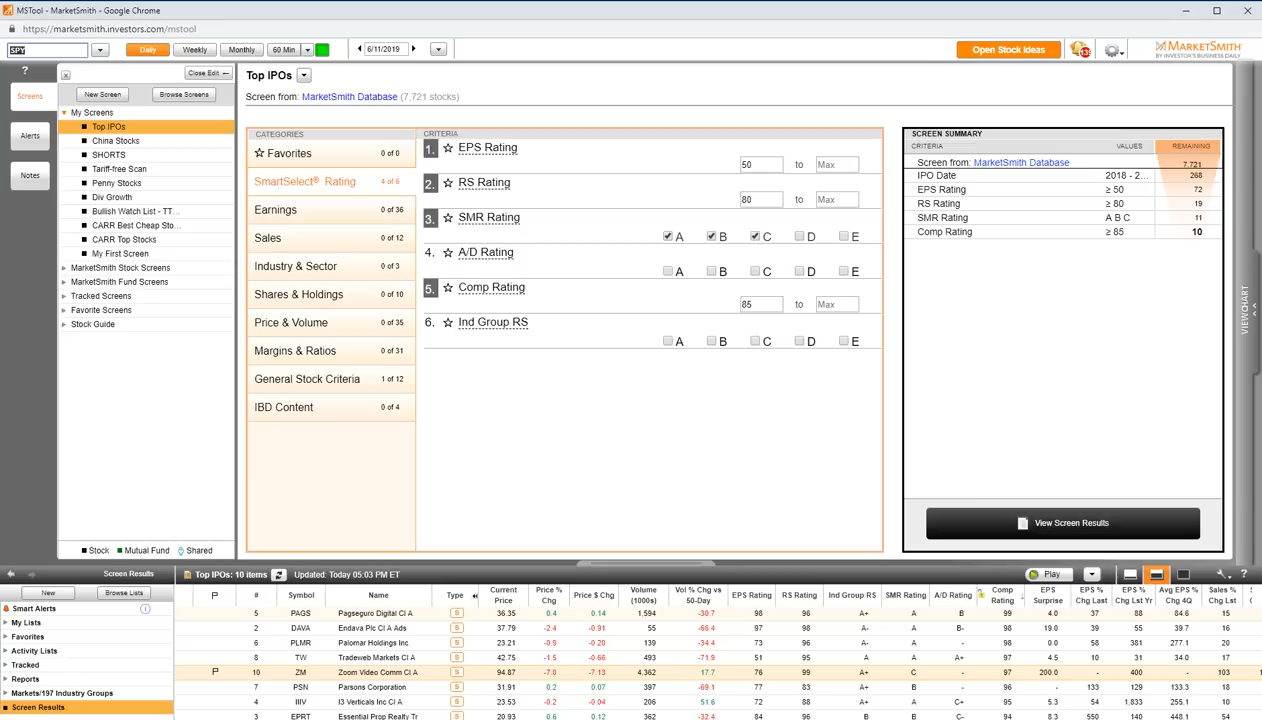 MSTool - MarketSmith - Google Chrome
https://marketsmith.investors.com/mstool
SPY Daily Weekly Monthly 60 Min 6/11/2019 Open Stock Ideas MARKETSMITH
BY INVESTOR'S BUSINESS DAILY
?
Screens
Alerts
Notes
Close Edit
New Screen Browse Screens
My Screens
Top IPOs
China Stocks
SHORTS
Tariff-free Scan
Penny Stocks
Div Growth
Bullish Watch List - TT...
CARR Best Cheap Sto...
CARR Top Stocks
My First Screen
MarketSmith Stock Screens
MarketSmith Fund Screens
Tracked Screens
Favorite Screens
Stock Guide
Stock Mutual Fund Shared
Top IPOs
Screen from: MarketSmith Database (7,721 stocks)
CATEGORIES
Favorites 0 of 0
SmartSelect® Rating 4 of 6
Earnings 0 of 36
Sales 0 of 12
Industry & Sector 0 of 3
Shares & Holdings 0 of 10
Price & Volume 0 of 35
Margins & Ratios 0 of 31
General Stock Criteria 1 of 12
IBD Content 0 of 4
CRITERIA
1. EPS Rating
50 to Max
2. RS Rating
80 to Max
3. SMR Rating
A B C D E
4. A/D Rating
A B C D E
5. Comp Rating
85 to Max
6. Ind Group RS
A B C D E
SCREEN SUMMARY
CRITERIA VALUES REMAINING
Screen from: MarketSmith Database 7,721
IPO Date 2018 - 2... 268
EPS Rating ≥ 50 72
RS Rating ≥ 80 19
SMR Rating A B C 11
Comp Rating ≥ 85 10
View Screen Results
VIEW CHART
Screen Results
New Browse Lists
Smart Alerts i
My Lists
Favorites
Activity Lists
Tracked
Reports
Markets/197 Industry Groups
Screen Results
Top IPOs: 10 items Updated: Today 05:03 PM ET Play ?
# Symbol Name Type Current Price Price % Chg Price $ Chg Volume (1000s) Vol % Chg vs 50-Day EPS Rating RS Rating Ind Group RS SMR Rating A/D Rating Comp Rating EPS Surprise EPS % Chg Last EPS % Chg Lst Yr Avg EPS % Chg 4Q Sales % Chg Lst
5 PAGS Pagseguro Digital Cl A S 36.35 0.4 0.14 1,594 -30.7 98 96 A+ A B 99 4.0 37 88 84.6 15
2 DAVA Endava Plc Cl A Ads S 37.79 -2.4 -0.91 55 -66.4 97 98 A- A B- 98 19.0 39 55 39.7 16
6 PLMR Palomar Holdings Inc S 23.21 -0.9 -0.20 153 -34.4 73 96 A- A - 98 0.0 58 381 277.1 20
8 TW Tradeweb Markets Cl A S 42.75 -1.5 -0.66 493 -71.9 51 95 A A A+ 97 4.5 10 31 34.0 17
10 ZM Zoom Video Comm Cl A S 94.87 -7.0 -7.13 4,362 17.7 76 99 A+ C - 97 200.0 - 400 - 103
7 PSN Parsons Corporation S 31.91 0.2 0.07 397 -69.1 77 83 A+ B - 96 - 133 129 133.3 18
4 IIIV I3 Verticals Inc Cl A S 23.53 -0.2 -0.04 206 51.6 72 88 A+ A C+ 95 5.3 54 1,833 255.1 10
3 EPRT Essential Prop Realty Tr S 20.93 0.6 0.12 362 -32.4 84 96 B B C- 94 8.3 550 140 448.1 54